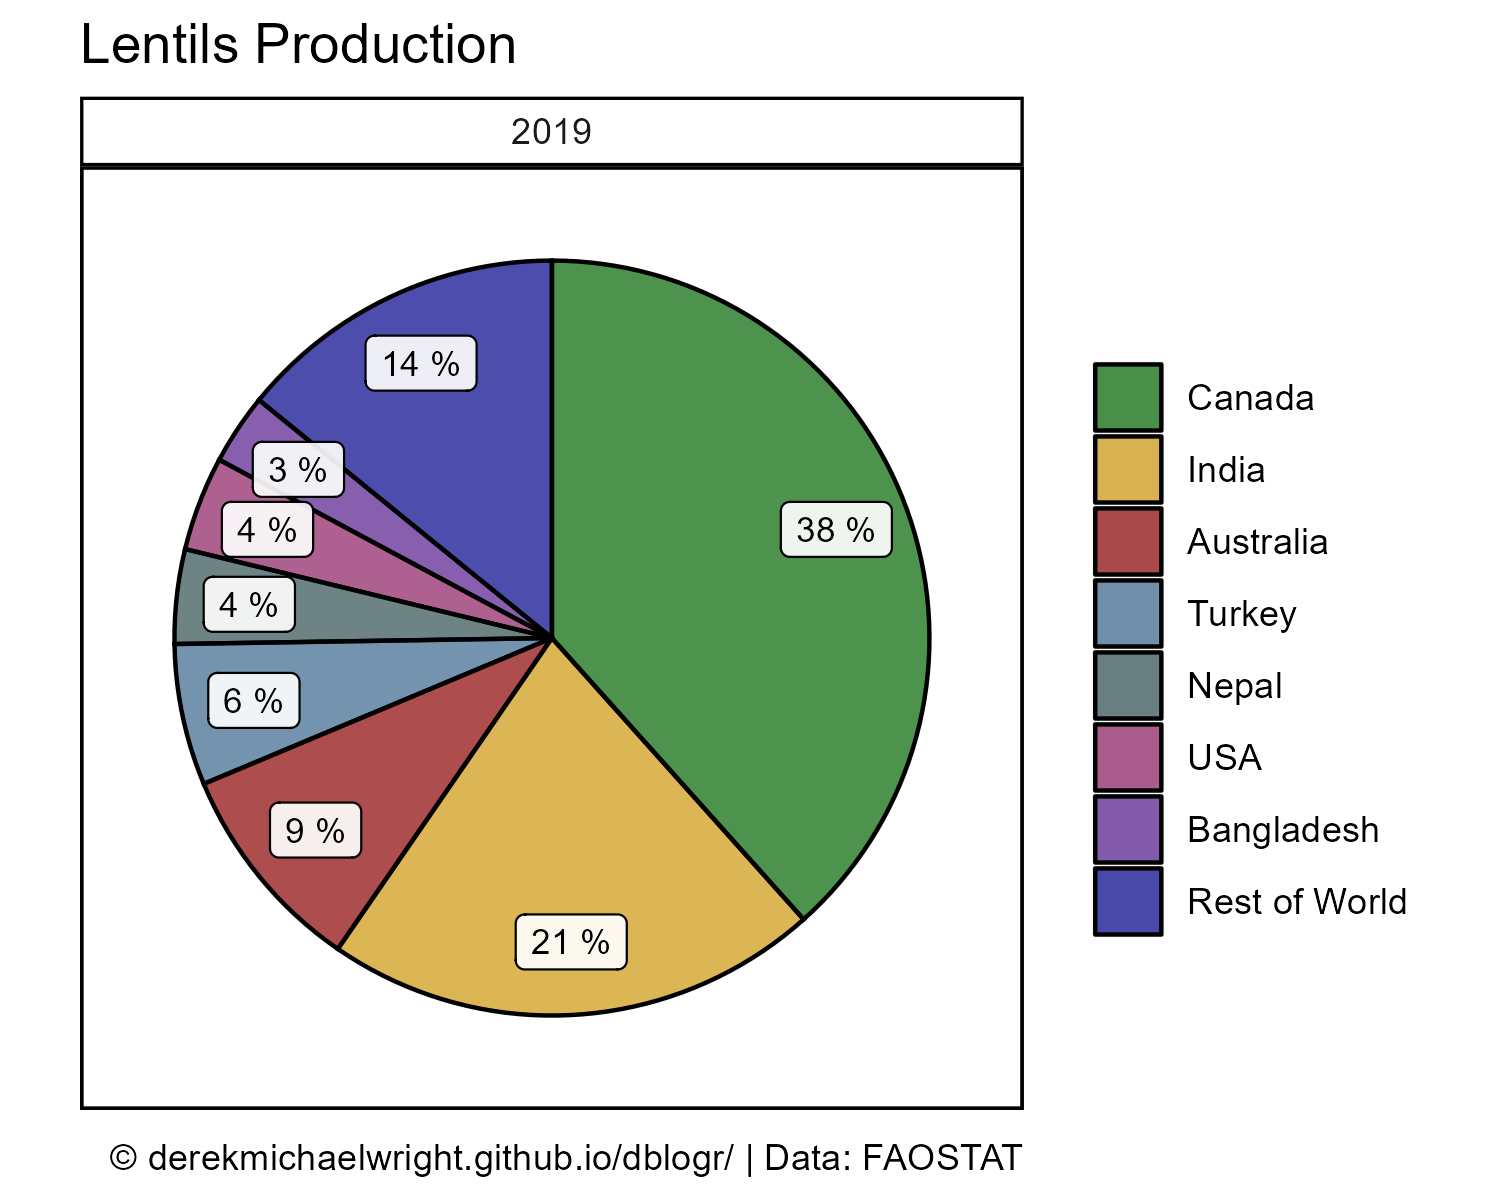 Lentils Production
2019
14 %
3 %
4 %
4 %
6 %
9 %
21 %
38 %
Canada
India
Australia
Turkey
Nepal
USA
Bangladesh
Rest of World
© derekmichaelwright.github.io/dblogr/ | Data: FAOSTAT